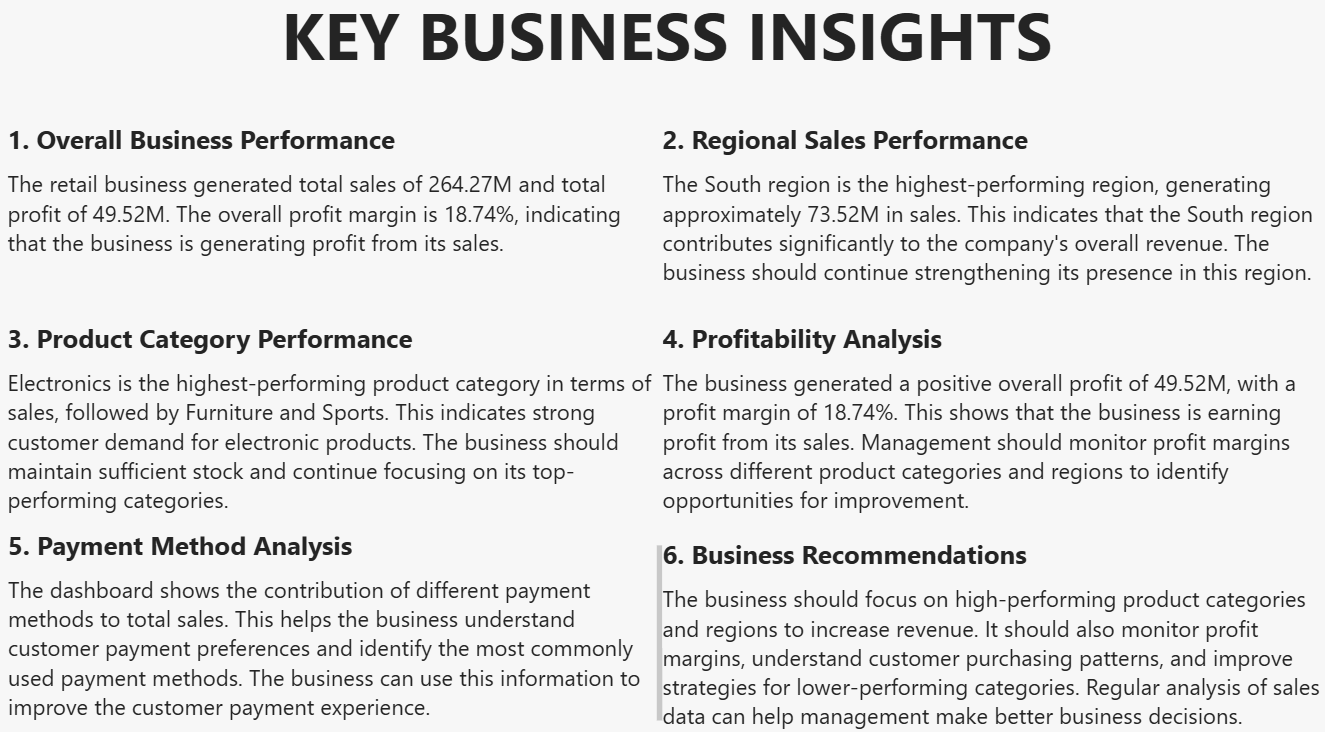 KEY BUSINESS INSIGHTS
1. Overall Business Performance
The retail business generated total sales of 264.27M and total
profit of 49.52M. The overall profit margin is 18.74%, indicating
that the business is generating profit from its sales.
2. Regional Sales Performance
The South region is the highest-performing region, generating
approximately 73.52M in sales. This indicates that the South region
contributes significantly to the company's overall revenue. The
business should continue strengthening its presence in this region.
3. Product Category Performance
Electronics is the highest-performing product category in terms of
sales, followed by Furniture and Sports. This indicates strong
customer demand for electronic products. The business should
maintain sufficient stock and continue focusing on its top-
performing categories.
4. Profitability Analysis
The business generated a positive overall profit of 49.52M, with a
profit margin of 18.74%. This shows that the business is earning
profit from its sales. Management should monitor profit margins
across different product categories and regions to identify
opportunities for improvement.
5. Payment Method Analysis
The dashboard shows the contribution of different payment
methods to total sales. This helps the business understand
customer payment preferences and identify the most commonly
used payment methods. The business can use this information to
improve the customer payment experience.
6. Business Recommendations
The business should focus on high-performing product categories
and regions to increase revenue. It should also monitor profit
margins, understand customer purchasing patterns, and improve
strategies for lower-performing categories. Regular analysis of sales
data can help management make better business decisions.